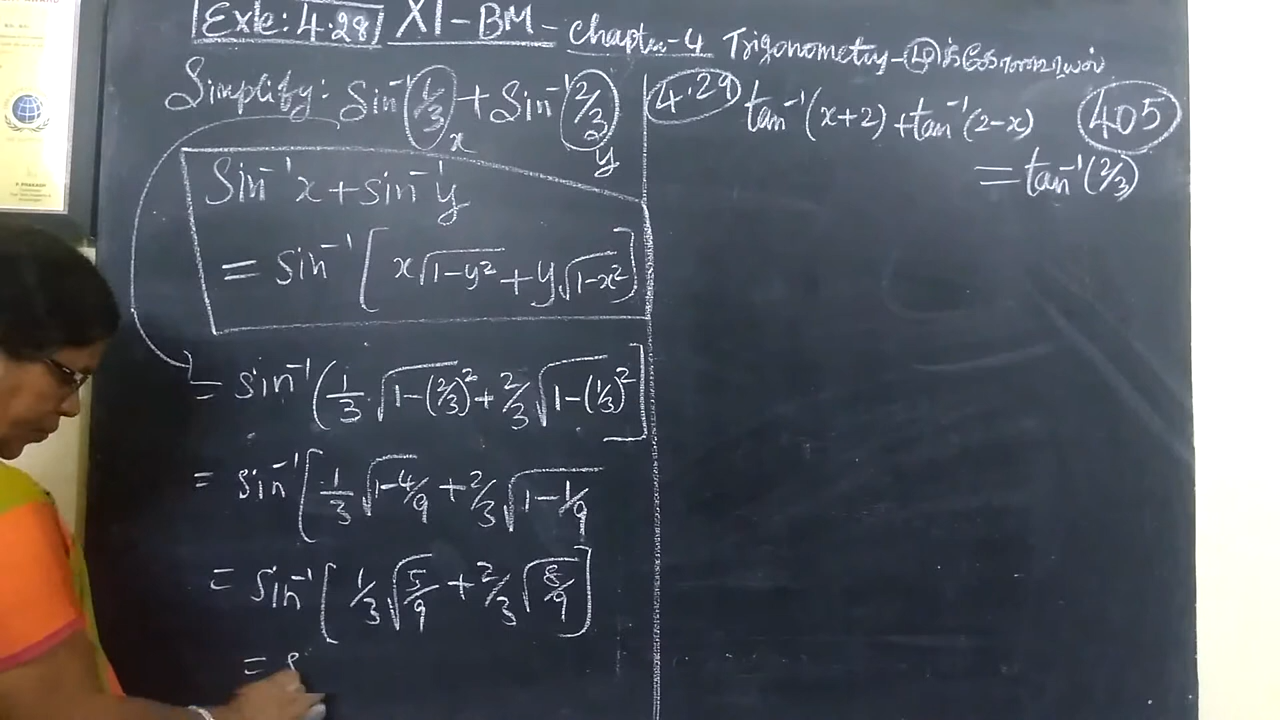 Exle: 4.28 XI - BM - Chapter - 4 Trigonometry -
Simplify: Sin⁻¹(1/3) + Sin⁻¹(2/3)
x
y
Sin⁻¹x + sin⁻¹y
= sin⁻¹ [ x√1-y² + y√1-x² ]
= sin⁻¹ ( 1/3 √1-(2/3)² + 2/3 √1-(1/3)² ]
= sin⁻¹ [ 1/3 √1-4/9 + 2/3 √1-1/9
= sin⁻¹ [ 1/3 √5/9 + 2/3 √8/9 ]
=
4.29 tan⁻¹(x+2) + tan⁻¹(2-x) 405
= tan⁻¹(2/3)